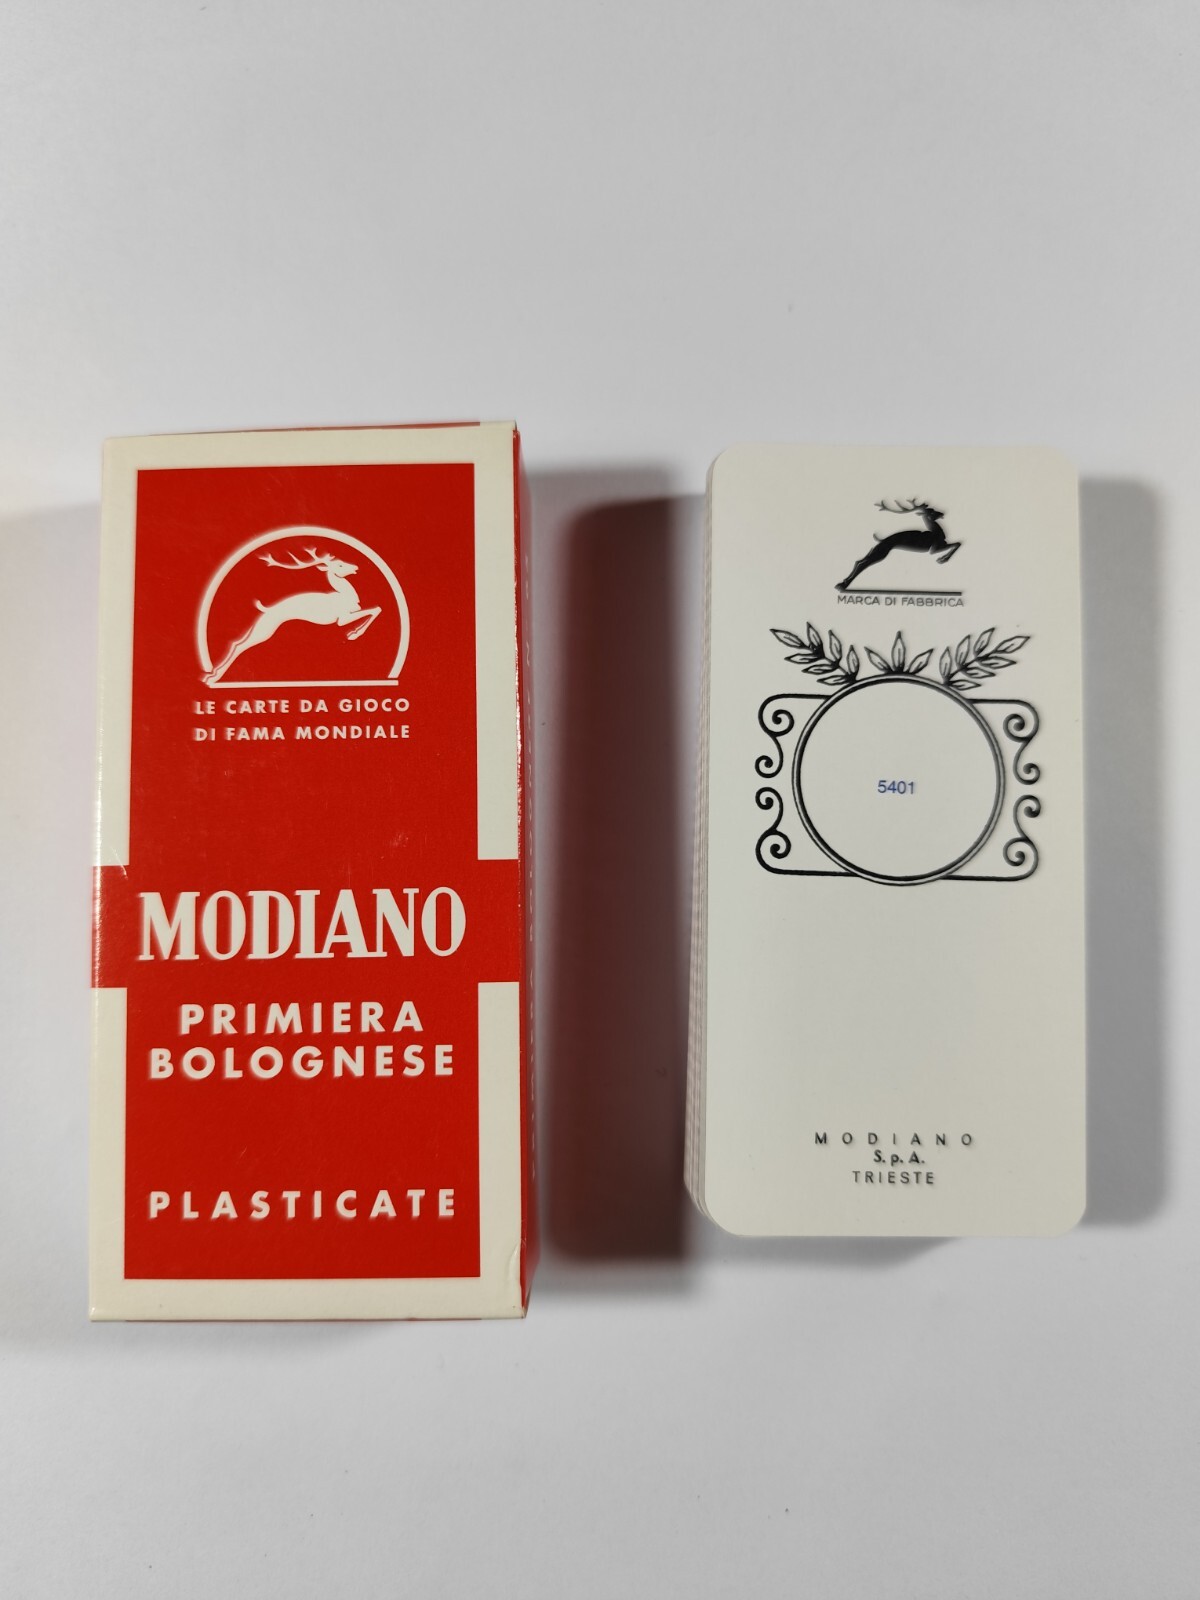 LE CARTE DA GIOCO
DI FAMA MONDIALE
MODIANO
PRIMIERA
BOLOGNESE
PLASTICATE
MARCA DI FABBRICA
5401
MODIANO
S.p.A.
TRIESTE